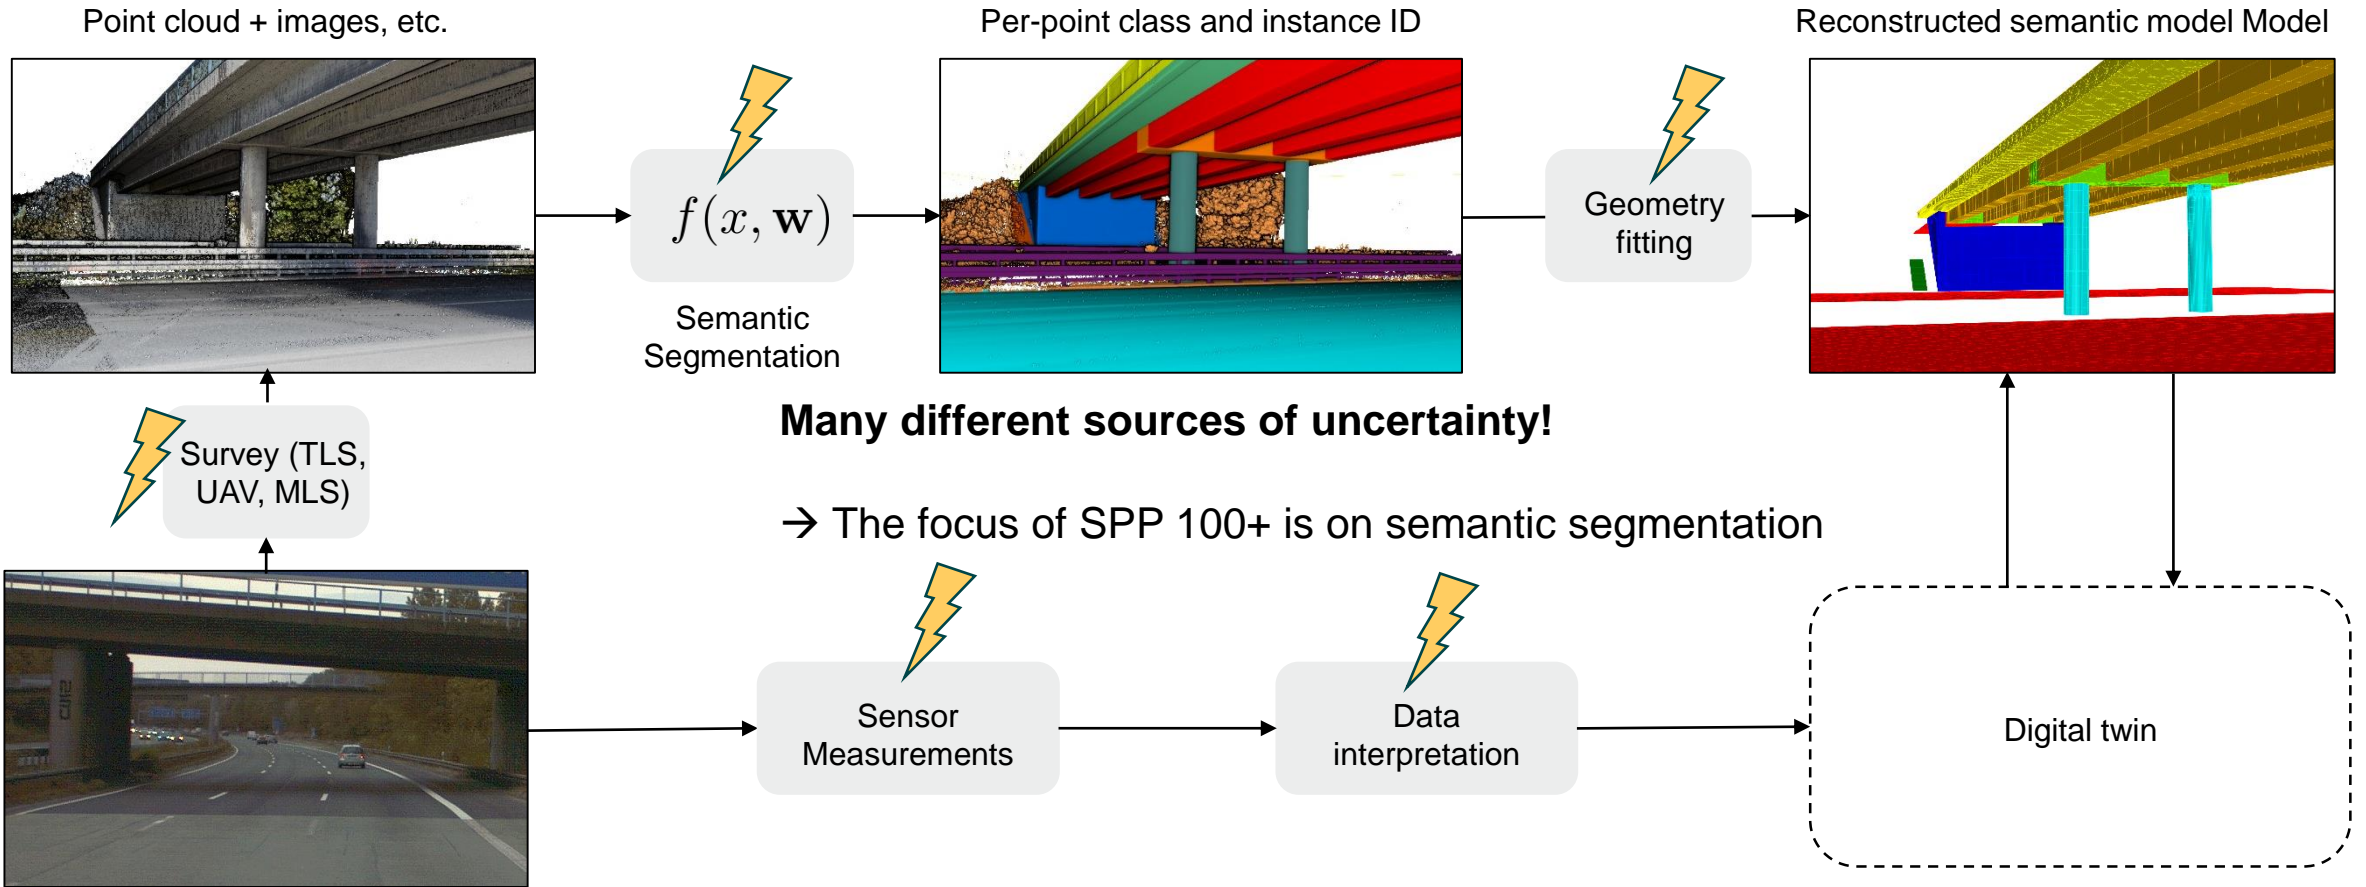 Point cloud + images, etc.
Per-point class and instance ID
Reconstructed semantic model Model
f(x, w)
Geometry
fitting
Semantic
Segmentation
Many different sources of uncertainty!
Survey (TLS,
UAV, MLS)
→ The focus of SPP 100+ is on semantic segmentation
Sensor
Measurements
Data
interpretation
Digital twin